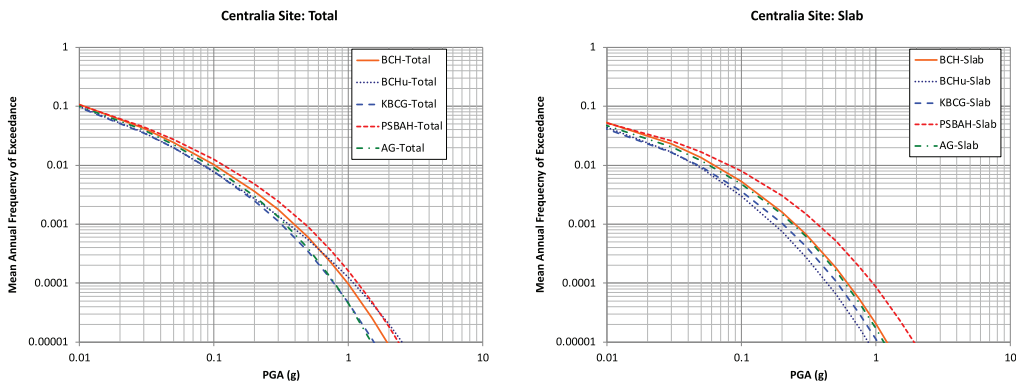 Centralia Site: Total
Mean Annual Frequency of Exceedance
1
0.1
0.01
0.001
0.0001
0.00001
0.01
0.1
1
10
PGA (g)
BCH-Total
BCHu-Total
KBCG-Total
PSBAH-Total
AG-Total
Centralia Site: Slab
Mean Annual Frequecny of Exceedance
1
0.1
0.01
0.001
0.0001
0.00001
0.01
0.1
1
10
PGA (g)
BCH-Slab
BCHu-Slab
KBCG-Slab
PSBAH-Slab
AG-Slab